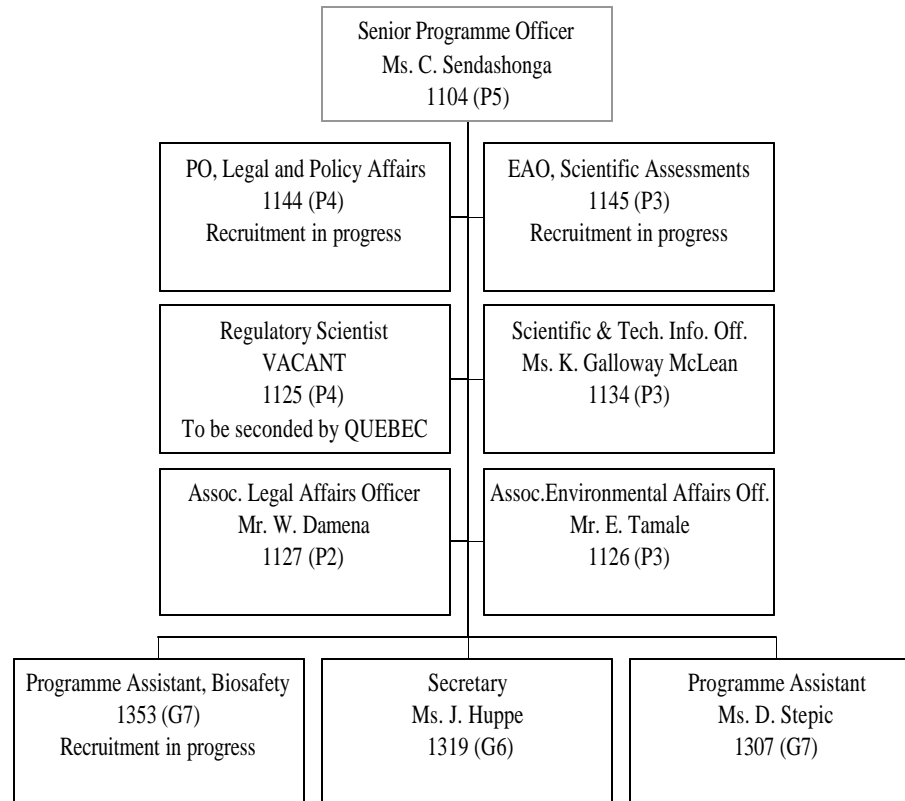 Senior Programme Officer
Ms. C. Sendashonga
1104 (P5)
PO, Legal and Policy Affairs
1144 (P4)
Recruitment in progress
EAO, Scientific Assessments
1145 (P3)
Recruitment in progress
Regulatory Scientist
VACANT
1125 (P4)
To be seconded by QUEBEC
Scientific & Tech. Info. Off.
Ms. K. Galloway McLean
1134 (P3)
Assoc. Legal Affairs Officer
Mr. W. Damena
1127 (P2)
Assoc.Environmental Affairs Off.
Mr. E. Tamale
1126 (P3)
Programme Assistant, Biosafety
1353 (G7)
Recruitment in progress
Secretary
Ms. J. Huppe
1319 (G6)
Programme Assistant
Ms. D. Stepic
1307 (G7)